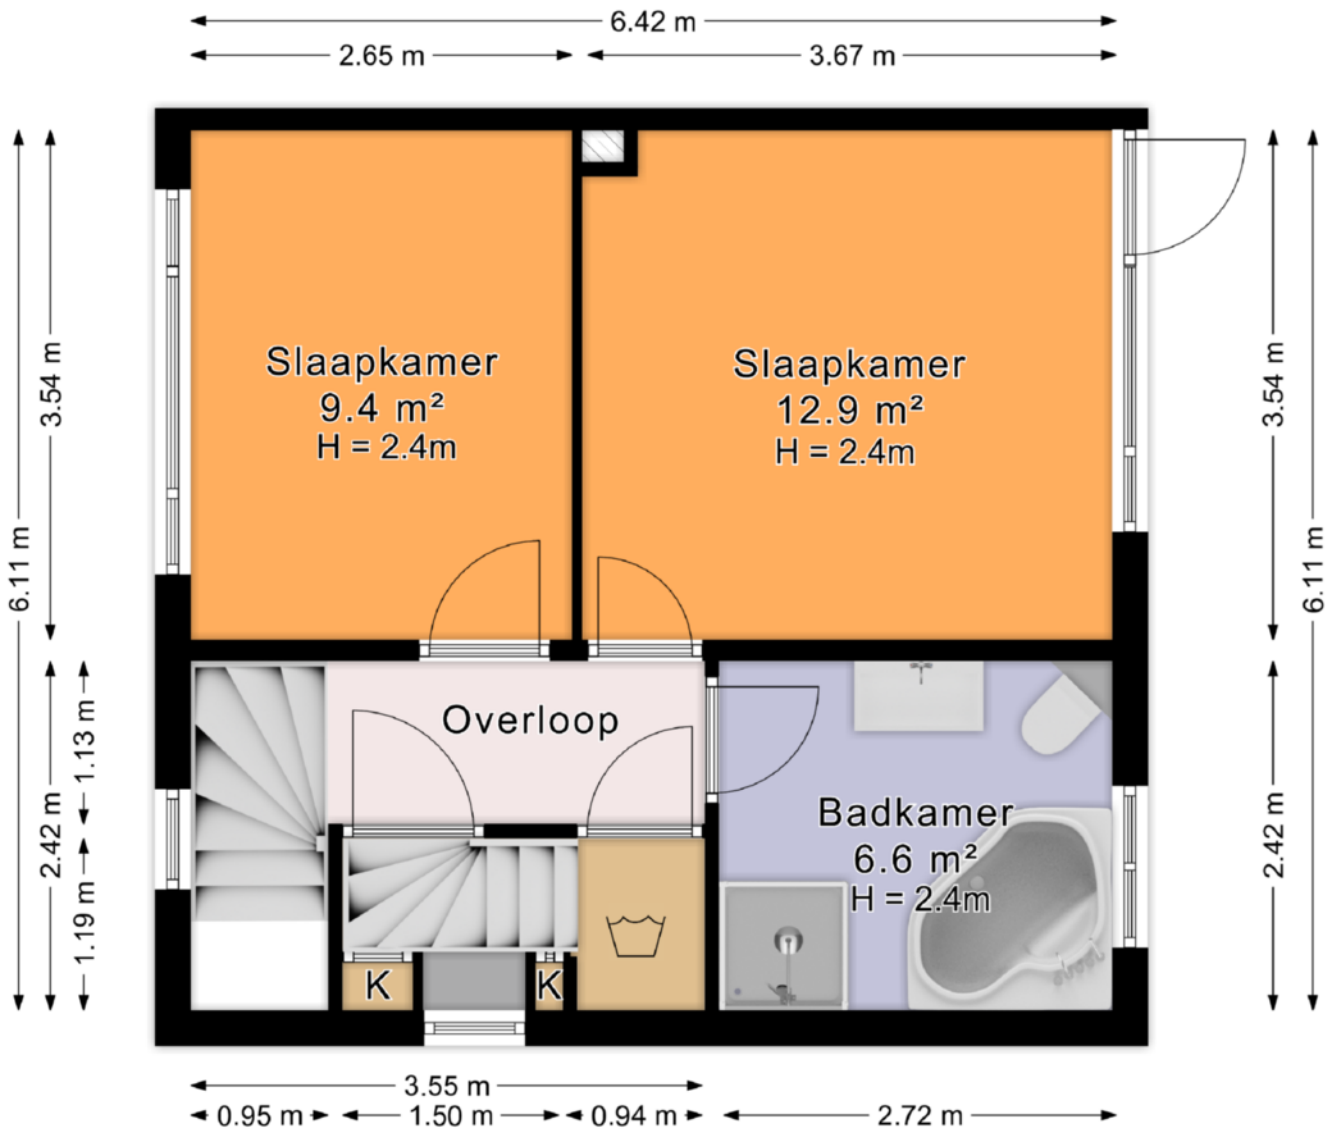 6.42 m
2.65 m
3.67 m
Slaapkamer
9.4 m²
H = 2.4m
Slaapkamer
12.9 m²
H = 2.4m
3.54 m
6.11 m
3.54 m
6.11 m
Overloop
1.13 m
2.42 m
1.19 m
Badkamer
6.6 m²
H = 2.4m
2.42 m
K
K
3.55 m
0.95 m
1.50 m
0.94 m
2.72 m